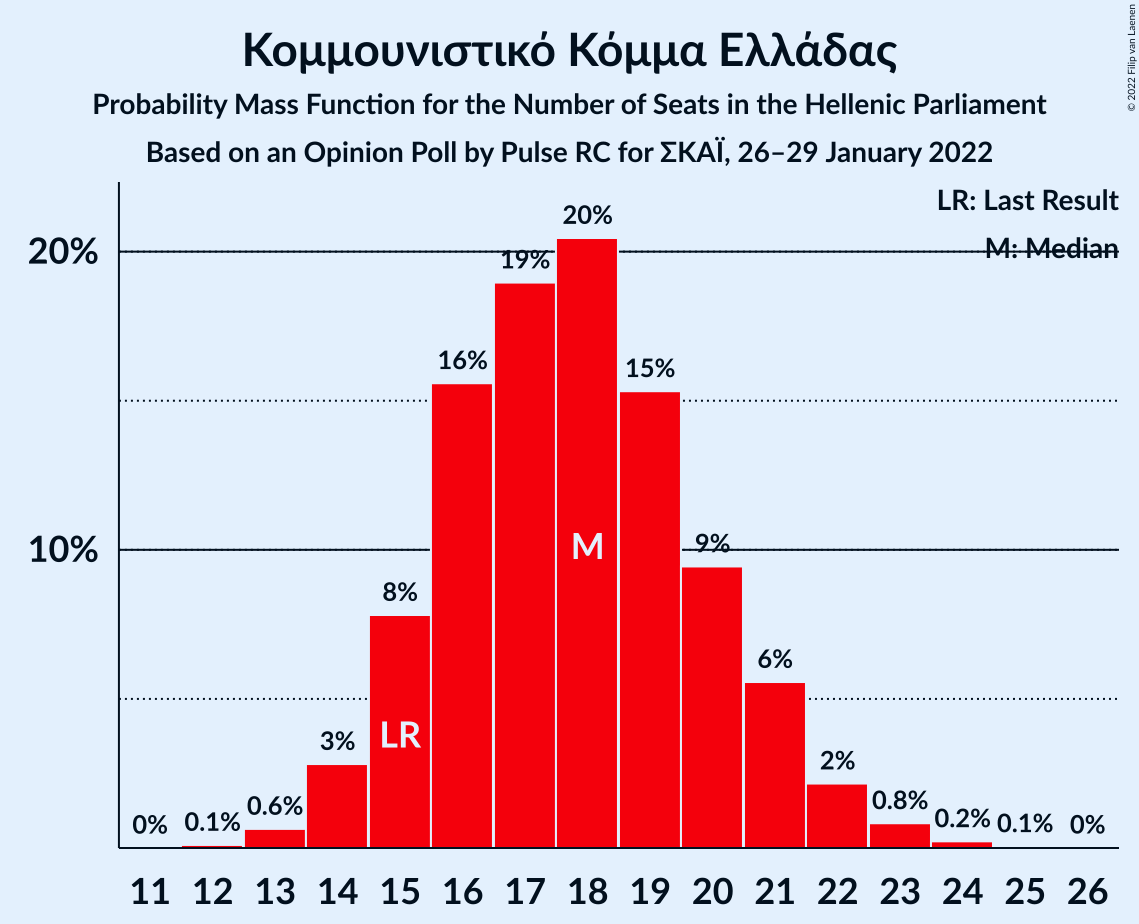 Κομμουνιστικό Κόμμα Ελλάδας
Probability Mass Function for the Number of Seats in the Hellenic Parliament
Based on an Opinion Poll by Pulse RC for ΣΚΑΪ, 26–29 January 2022
© 2022 Filip van Laenen
LR: Last Result
M: Median
20%
10%
0% 0.1% 0.6% 3% 8% 16% 19% 20% 15% 9% 6% 2% 0.8% 0.2% 0.1% 0%
LR
M
11 12 13 14 15 16 17 18 19 20 21 22 23 24 25 26